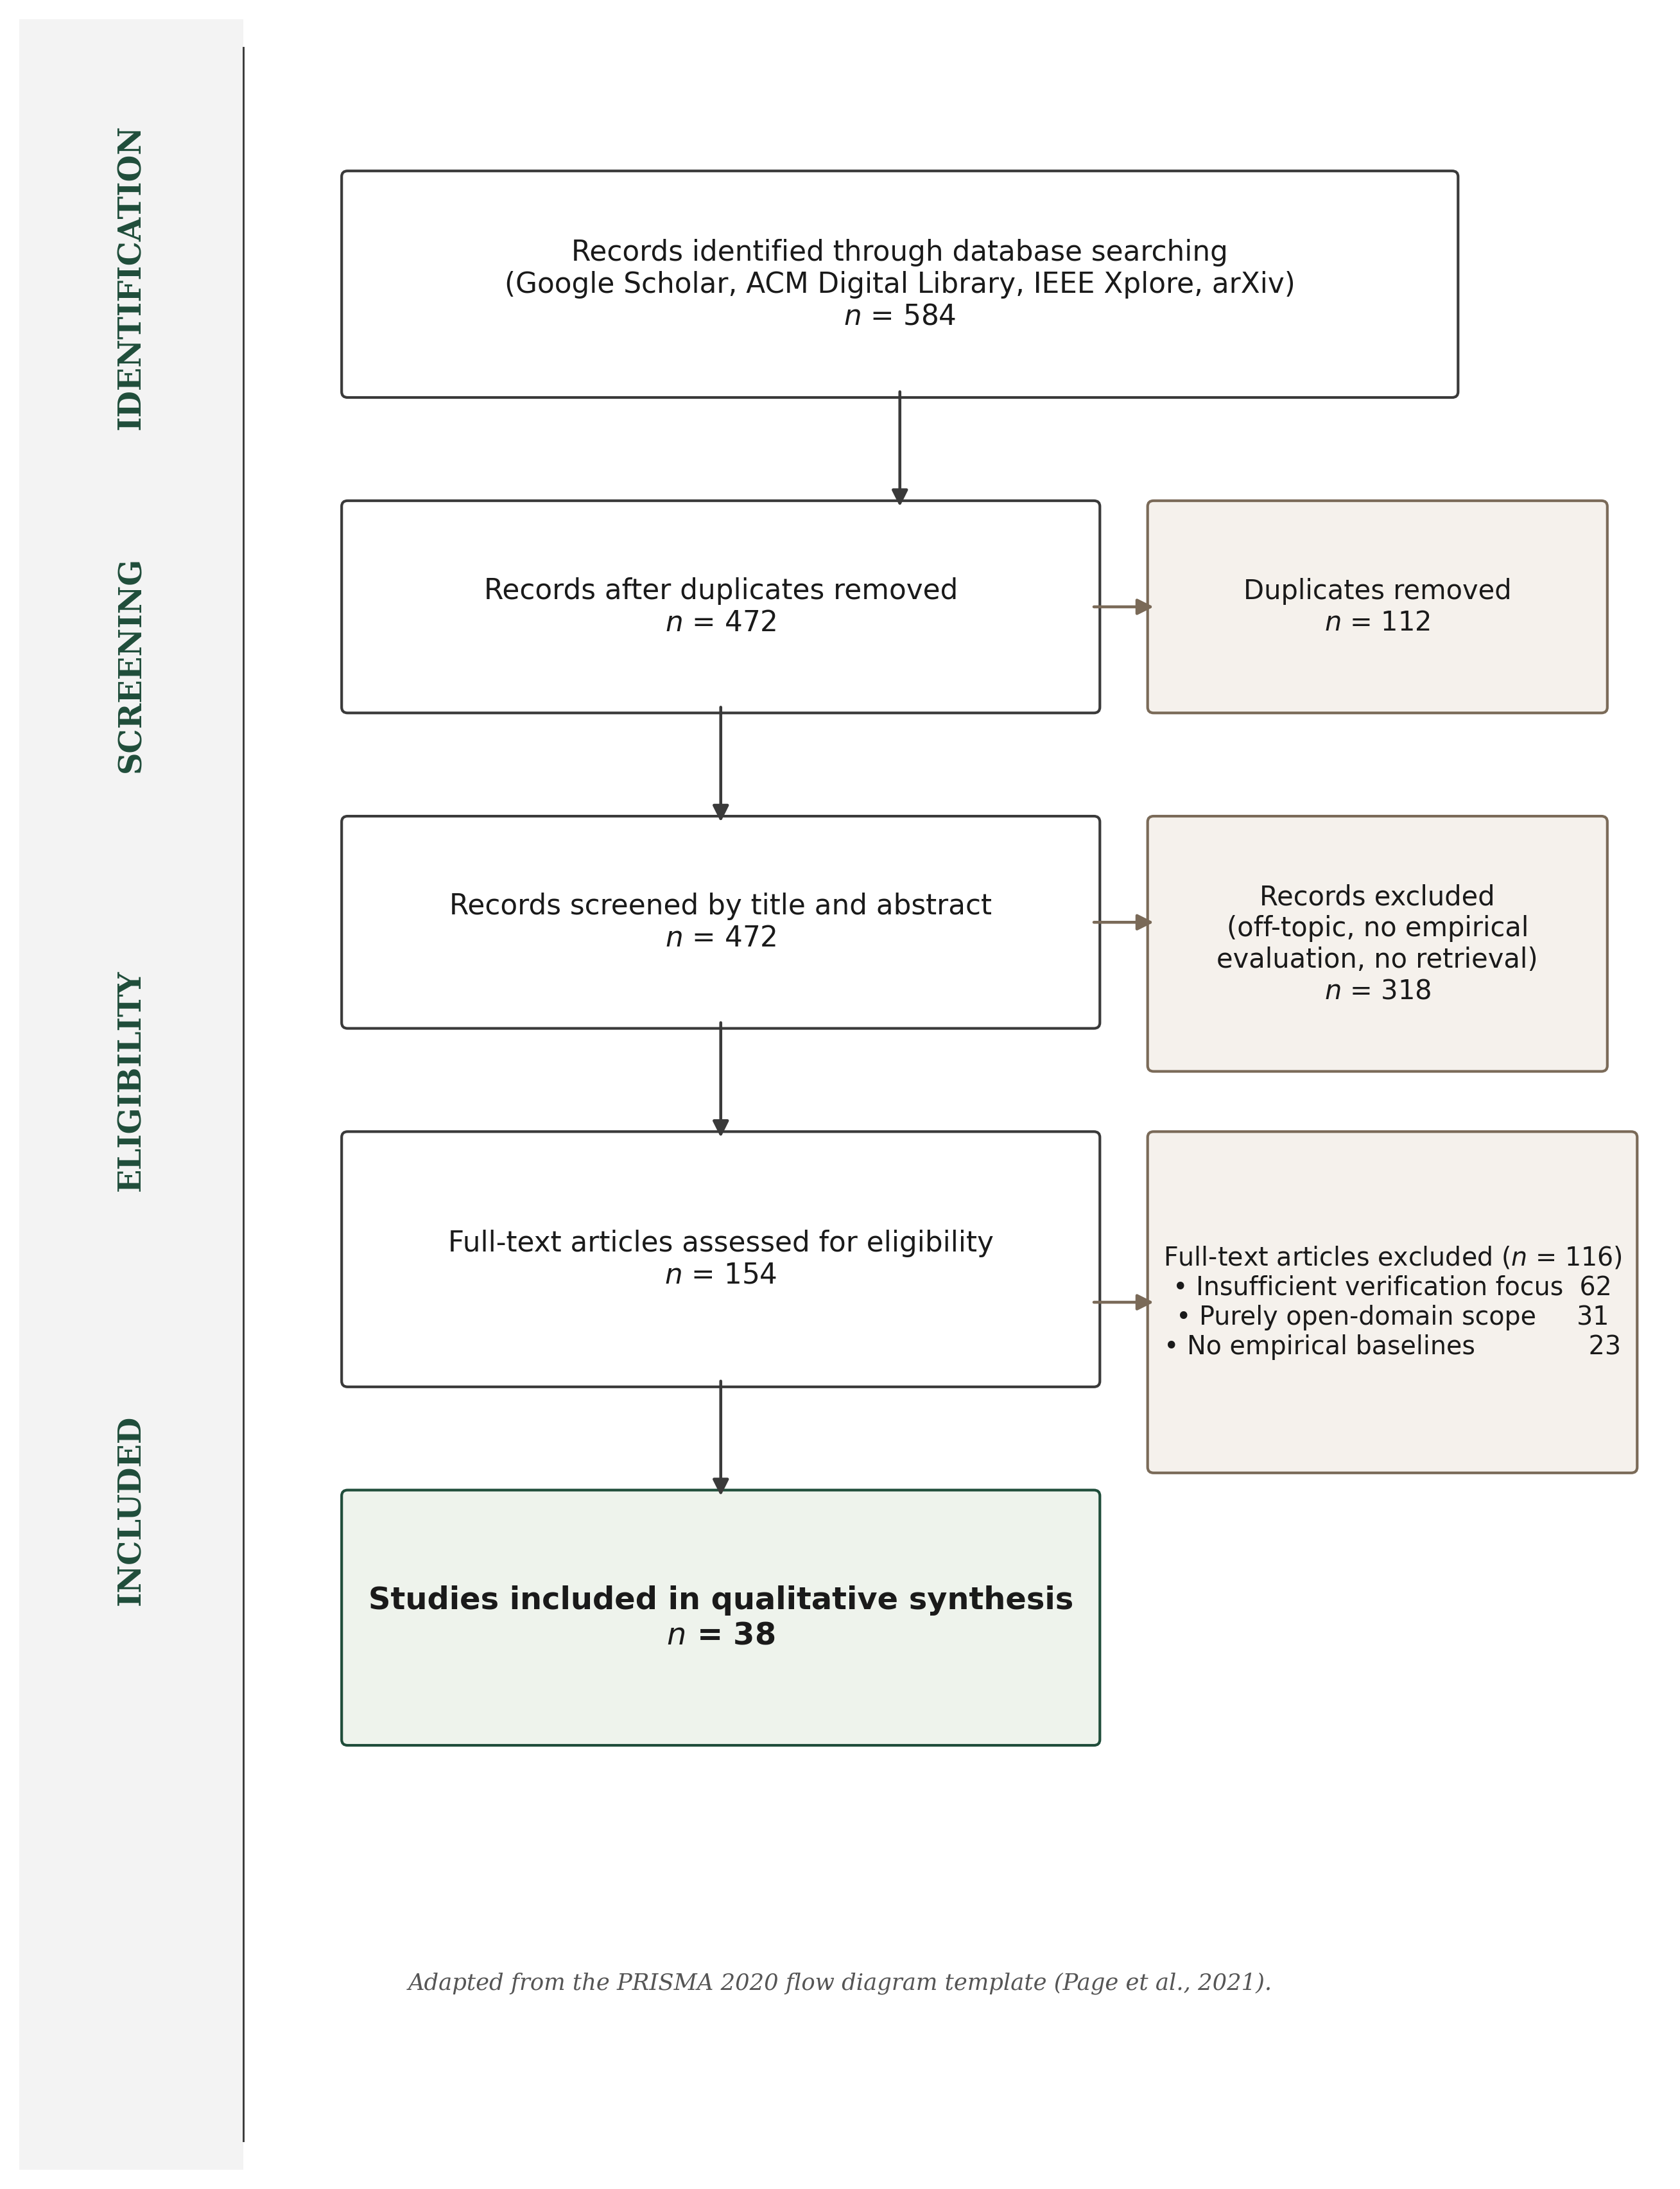 IDENTIFICATION
Records identified through database searching
(Google Scholar, ACM Digital Library, IEEE Xplore, arXiv)
n = 584
SCREENING
Records after duplicates removed
n = 472
Duplicates removed
n = 112
Records screened by title and abstract
n = 472
Records excluded
(off-topic, no empirical
evaluation, no retrieval)
n = 318
ELIGIBILITY
Full-text articles assessed for eligibility
n = 154
Full-text articles excluded (n = 116)
• Insufficient verification focus 62
• Purely open-domain scope 31
• No empirical baselines 23
INCLUDED
Studies included in qualitative synthesis
n = 38
Adapted from the PRISMA 2020 flow diagram template (Page et al., 2021).